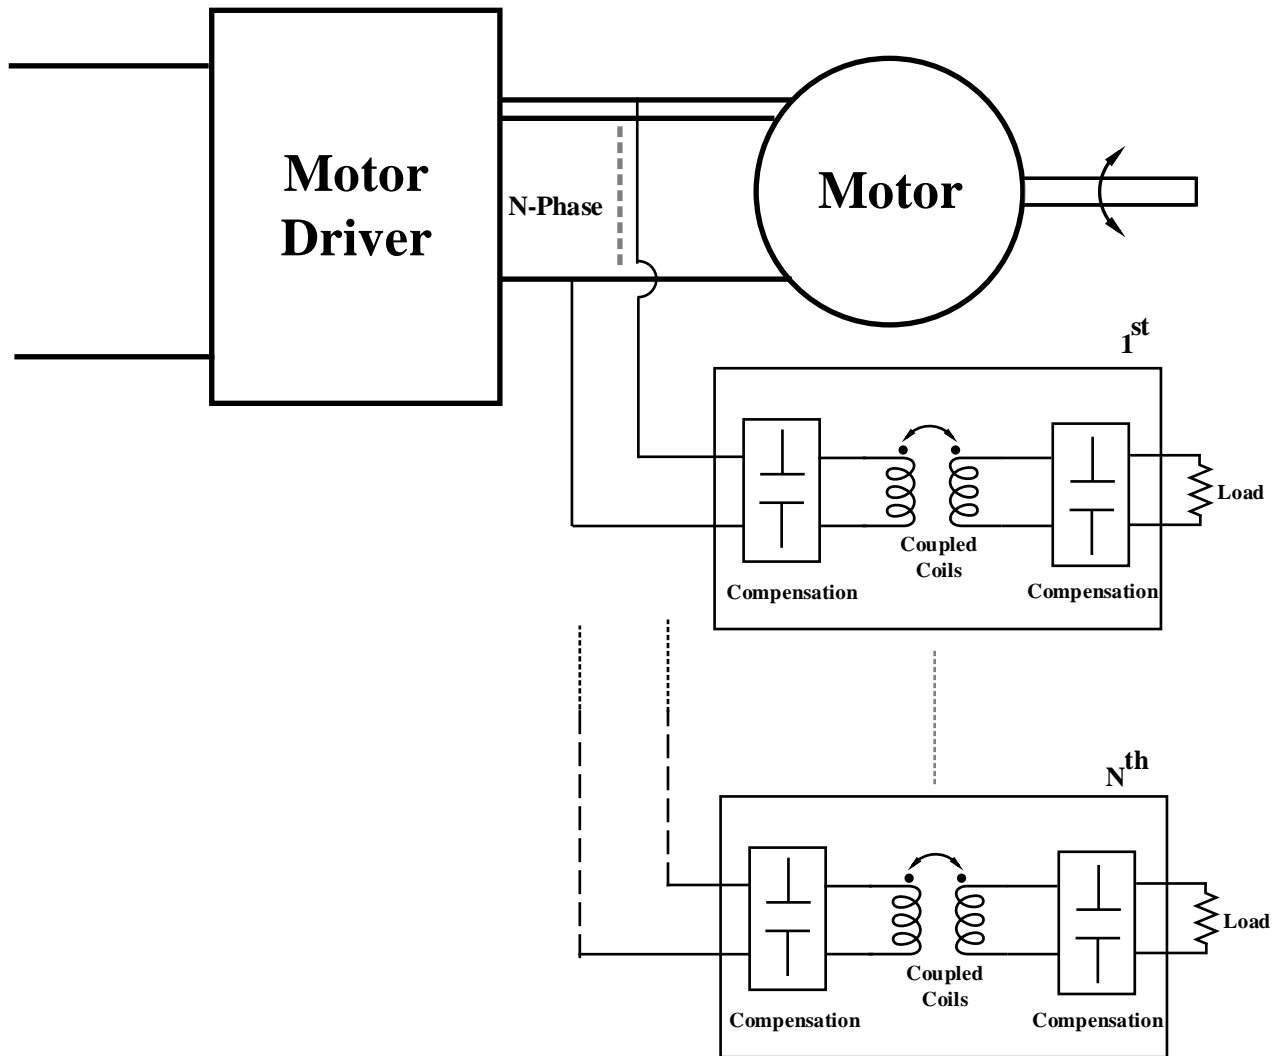 Motor
Driver
N-Phase
Motor
1st
Load
Coupled
Coils
Compensation
Compensation
Nth
Load
Coupled
Coils
Compensation
Compensation